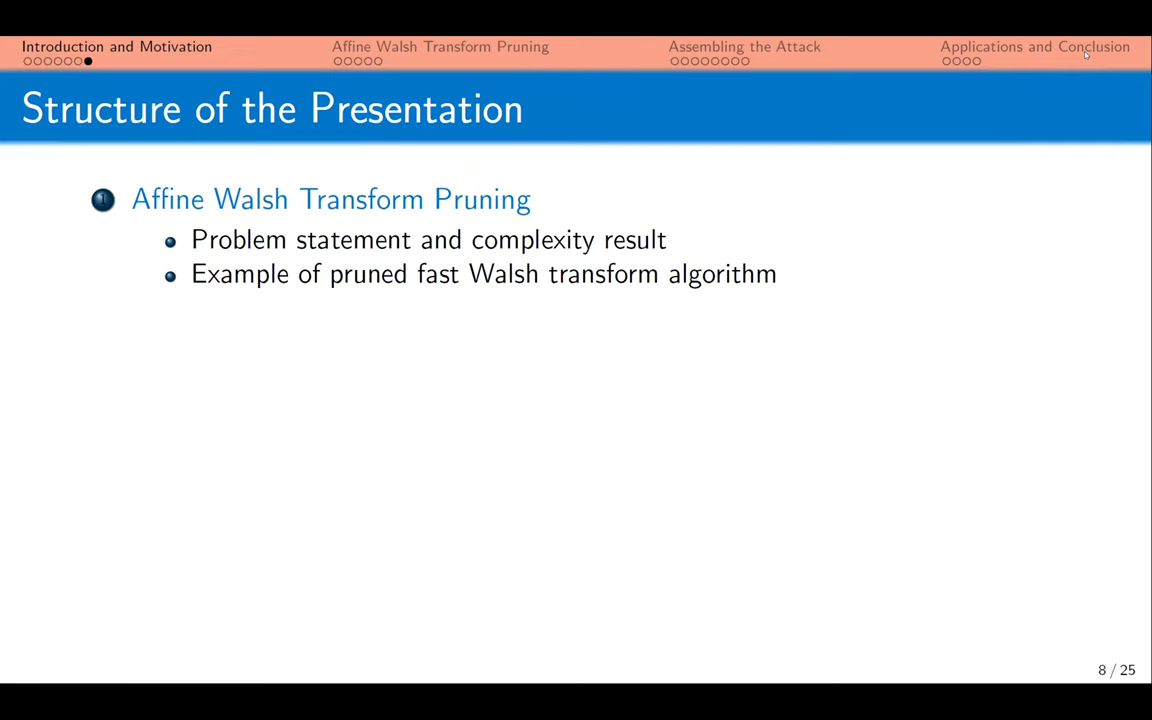 Introduction and Motivation
Affine Walsh Transform Pruning
Assembling the Attack
Applications and Conclusion
Structure of the Presentation
1 Affine Walsh Transform Pruning
Problem statement and complexity result
Example of pruned fast Walsh transform algorithm
8 / 25